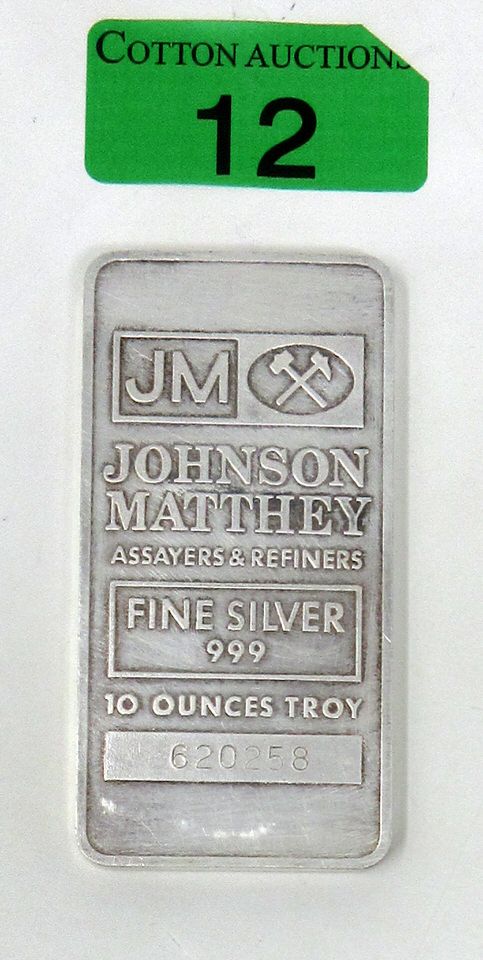 COTTON AUCTIONS
12
JM
JOHNSON
MATTHEY
ASSAYERS & REFINERS
FINE SILVER
999
10 OUNCES TROY
620258